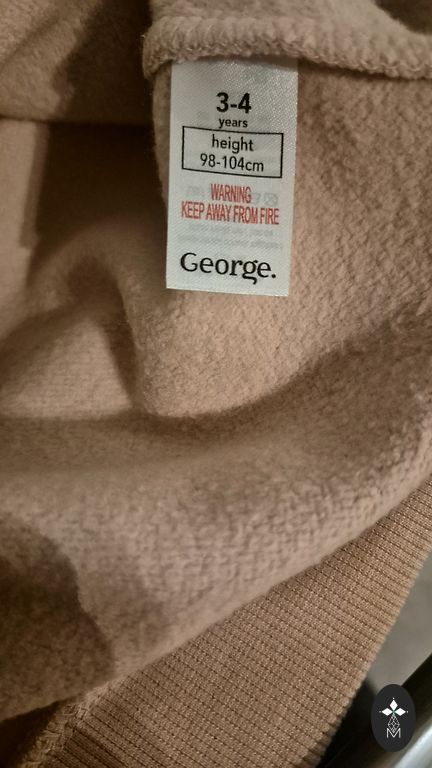 3-4
years
height
98-104cm
WARNING
KEEP AWAY FROM FIRE
George.
M